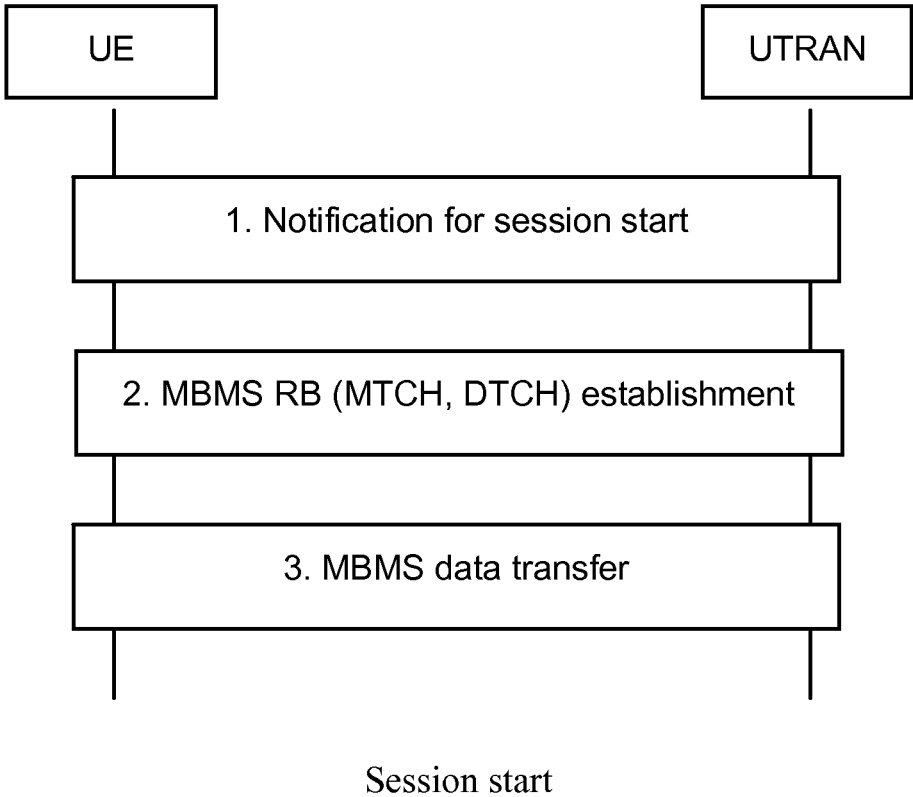 UE
UTRAN
1. Notification for session start
2. MBMS RB (MTCH, DTCH) establishment
3. MBMS data transfer
Session start